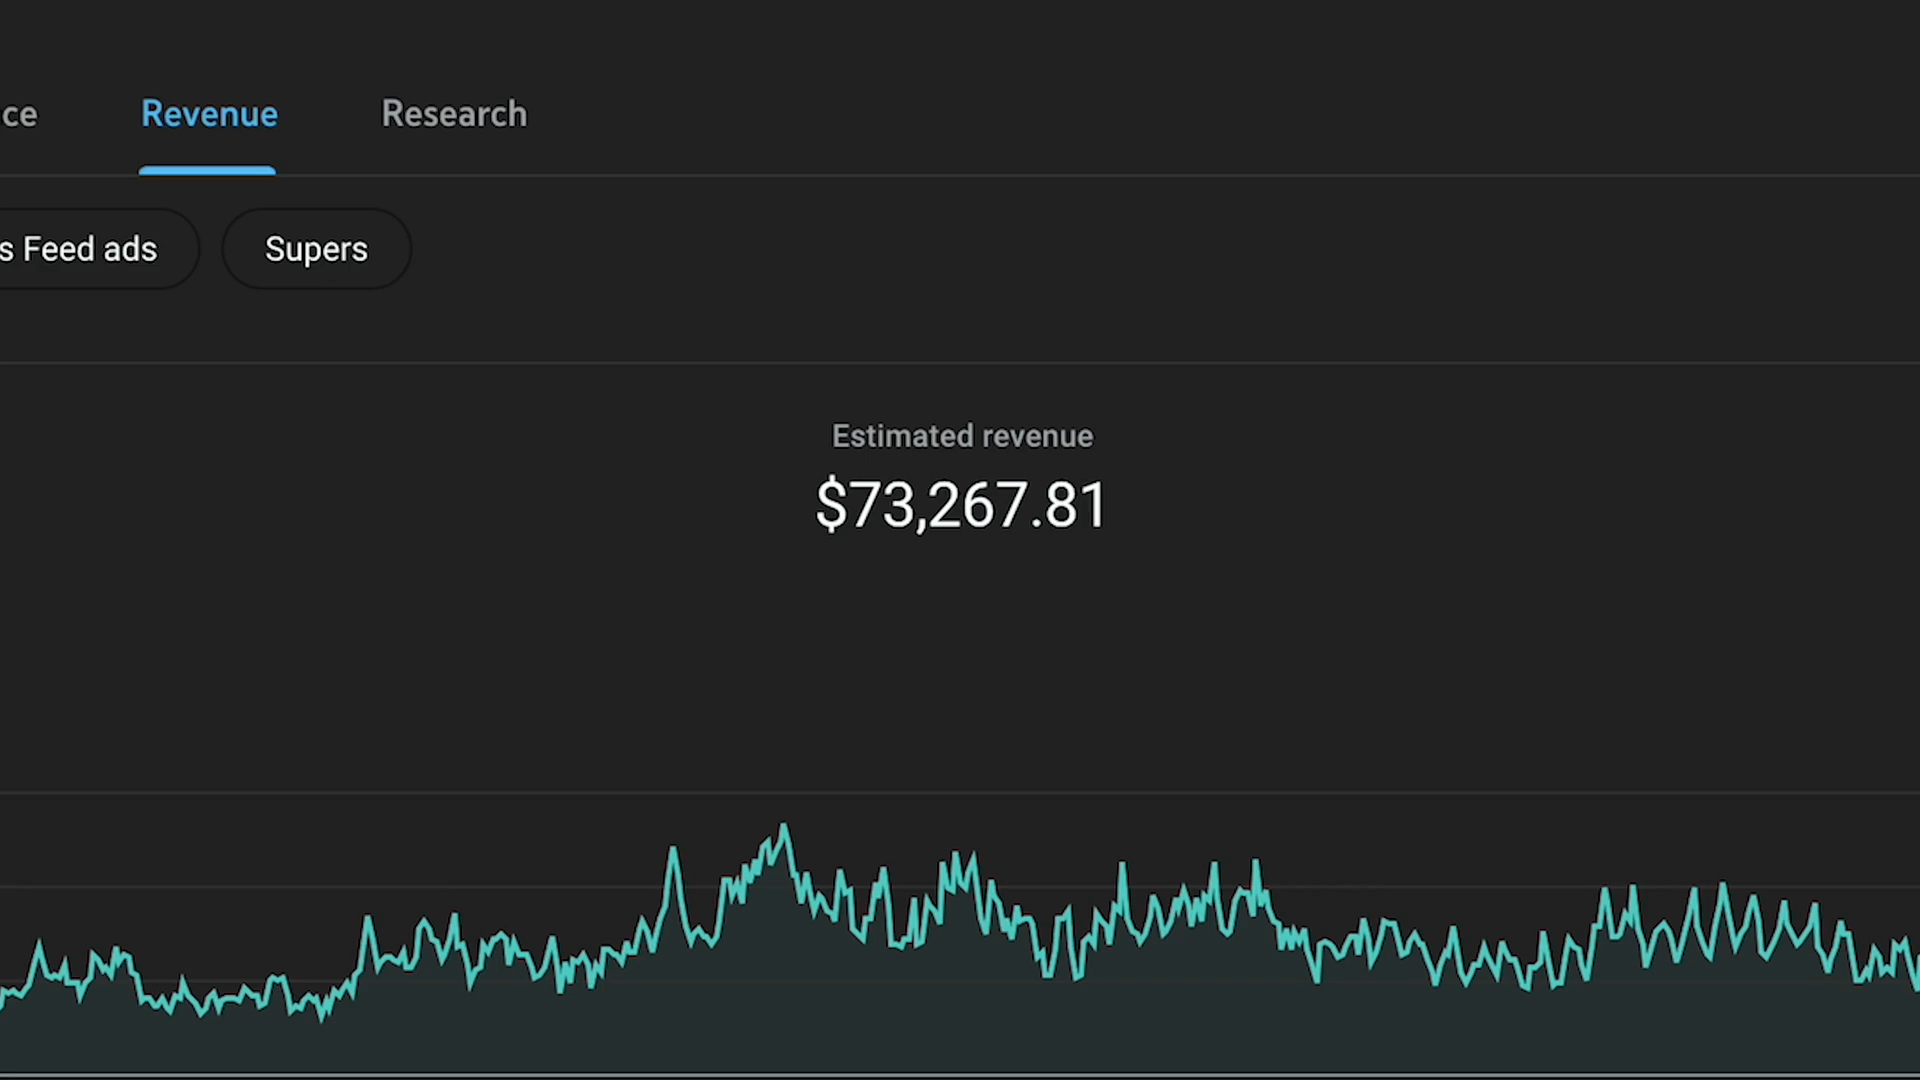 ce Revenue Research
s Feed ads Supers
Estimated revenue
$73,267.81